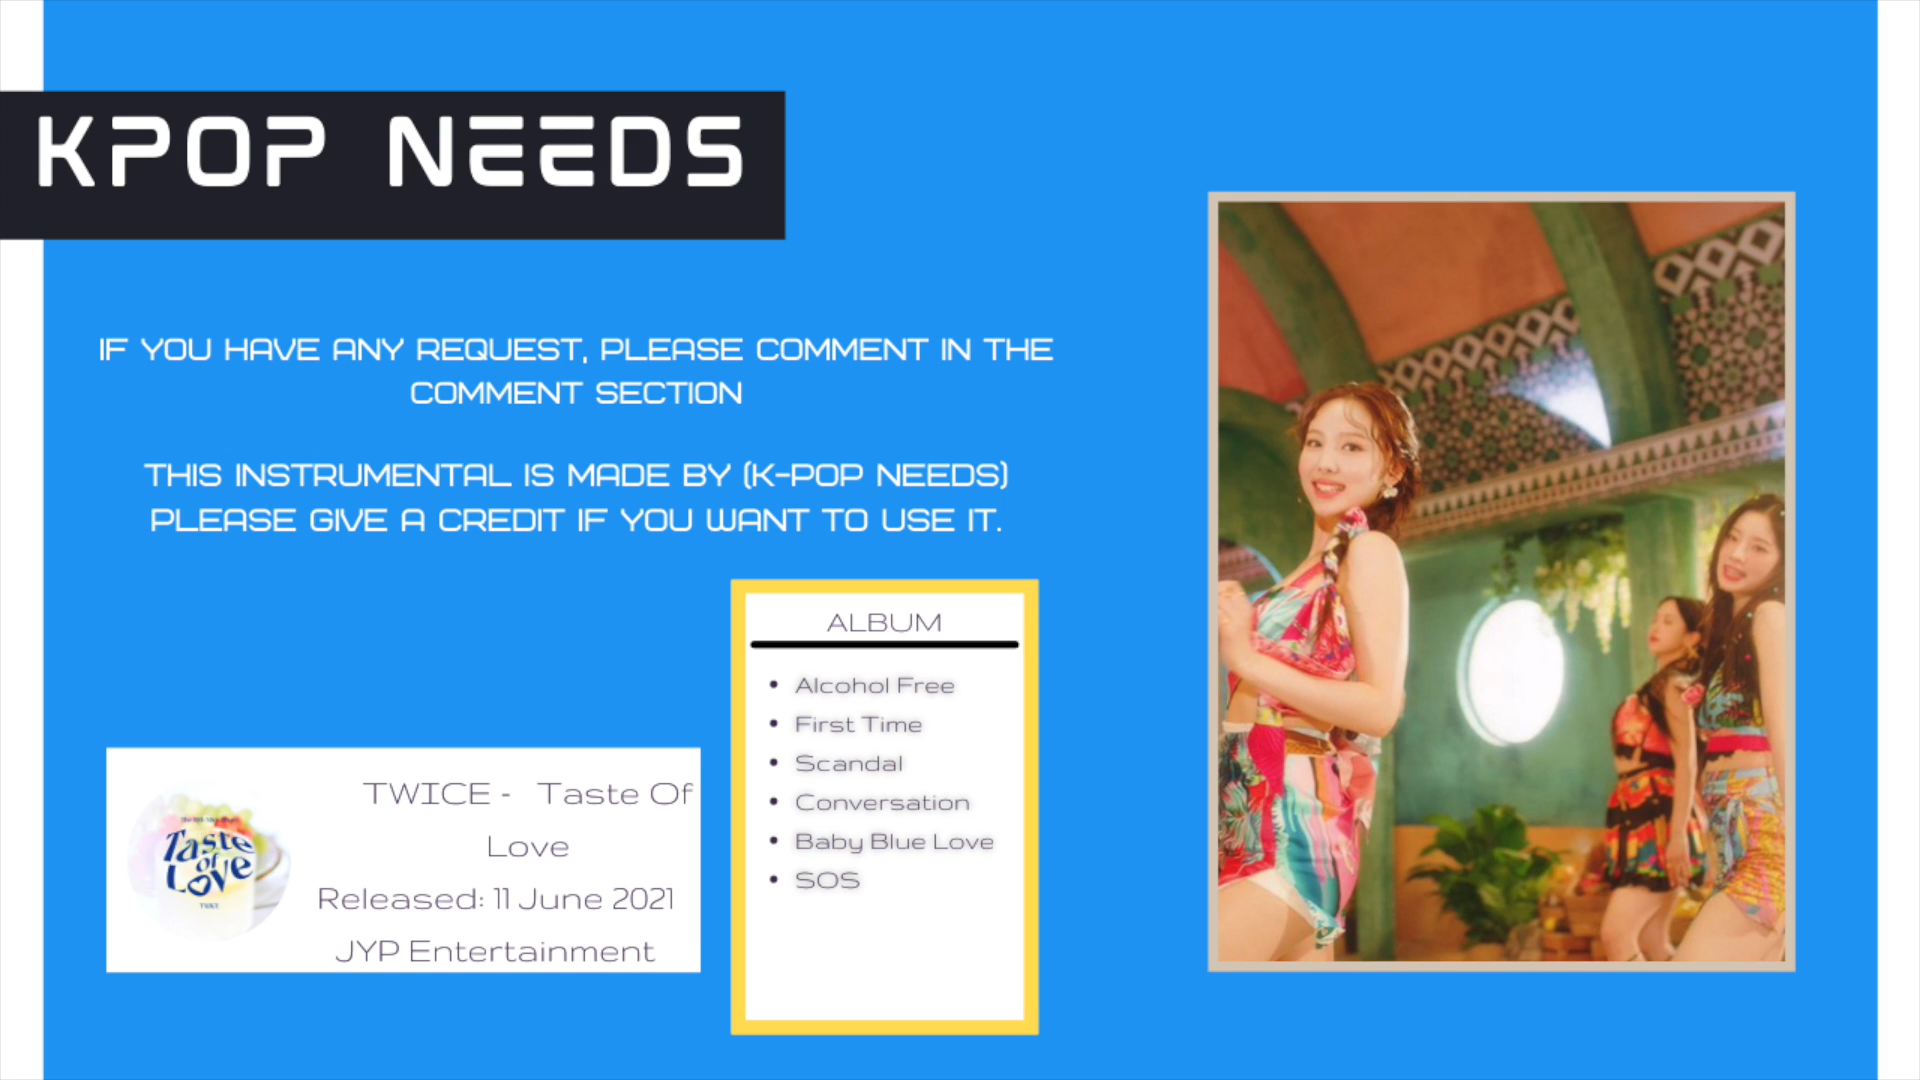 KPOP NEEDS
IF YOU HAVE ANY REQUEST, PLEASE COMMENT IN THE
COMMENT SECTION
THIS INSTRUMENTAL IS MADE BY (K-POP NEEDS)
PLEASE GIVE A CREDIT IF YOU WANT TO USE IT.
ALBUM
• Alcohol Free
• First Time
• Scandal
• Conversation
• Baby Blue Love
• SOS
Taste
of
Love
TWICE
TWICE - Taste Of
Love
Released: 11 June 2021
JYP Entertainment